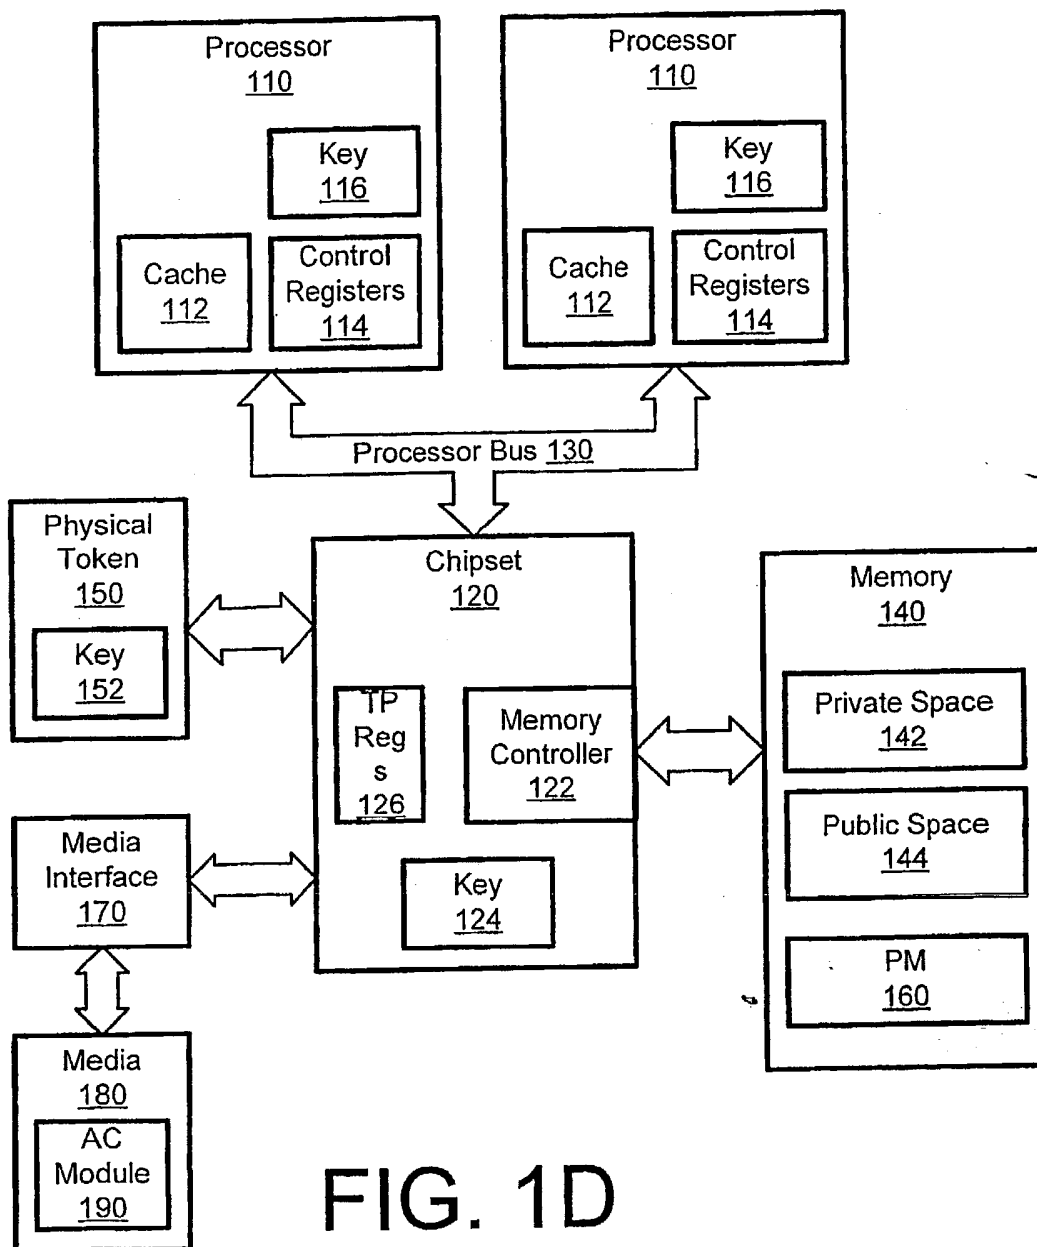 Processor
110
Key
116
Cache
112
Control
Registers
114
Processor
110
Key
116
Cache
112
Control
Registers
114
Processor Bus 130
Physical
Token
150
Key
152
Chipset
120
TP
Reg
s
126
Memory
Controller
122
Key
124
Memory
140
Private Space
142
Public Space
144
PM
160
Media
Interface
170
Media
180
AC
Module
190
FIG. 1D